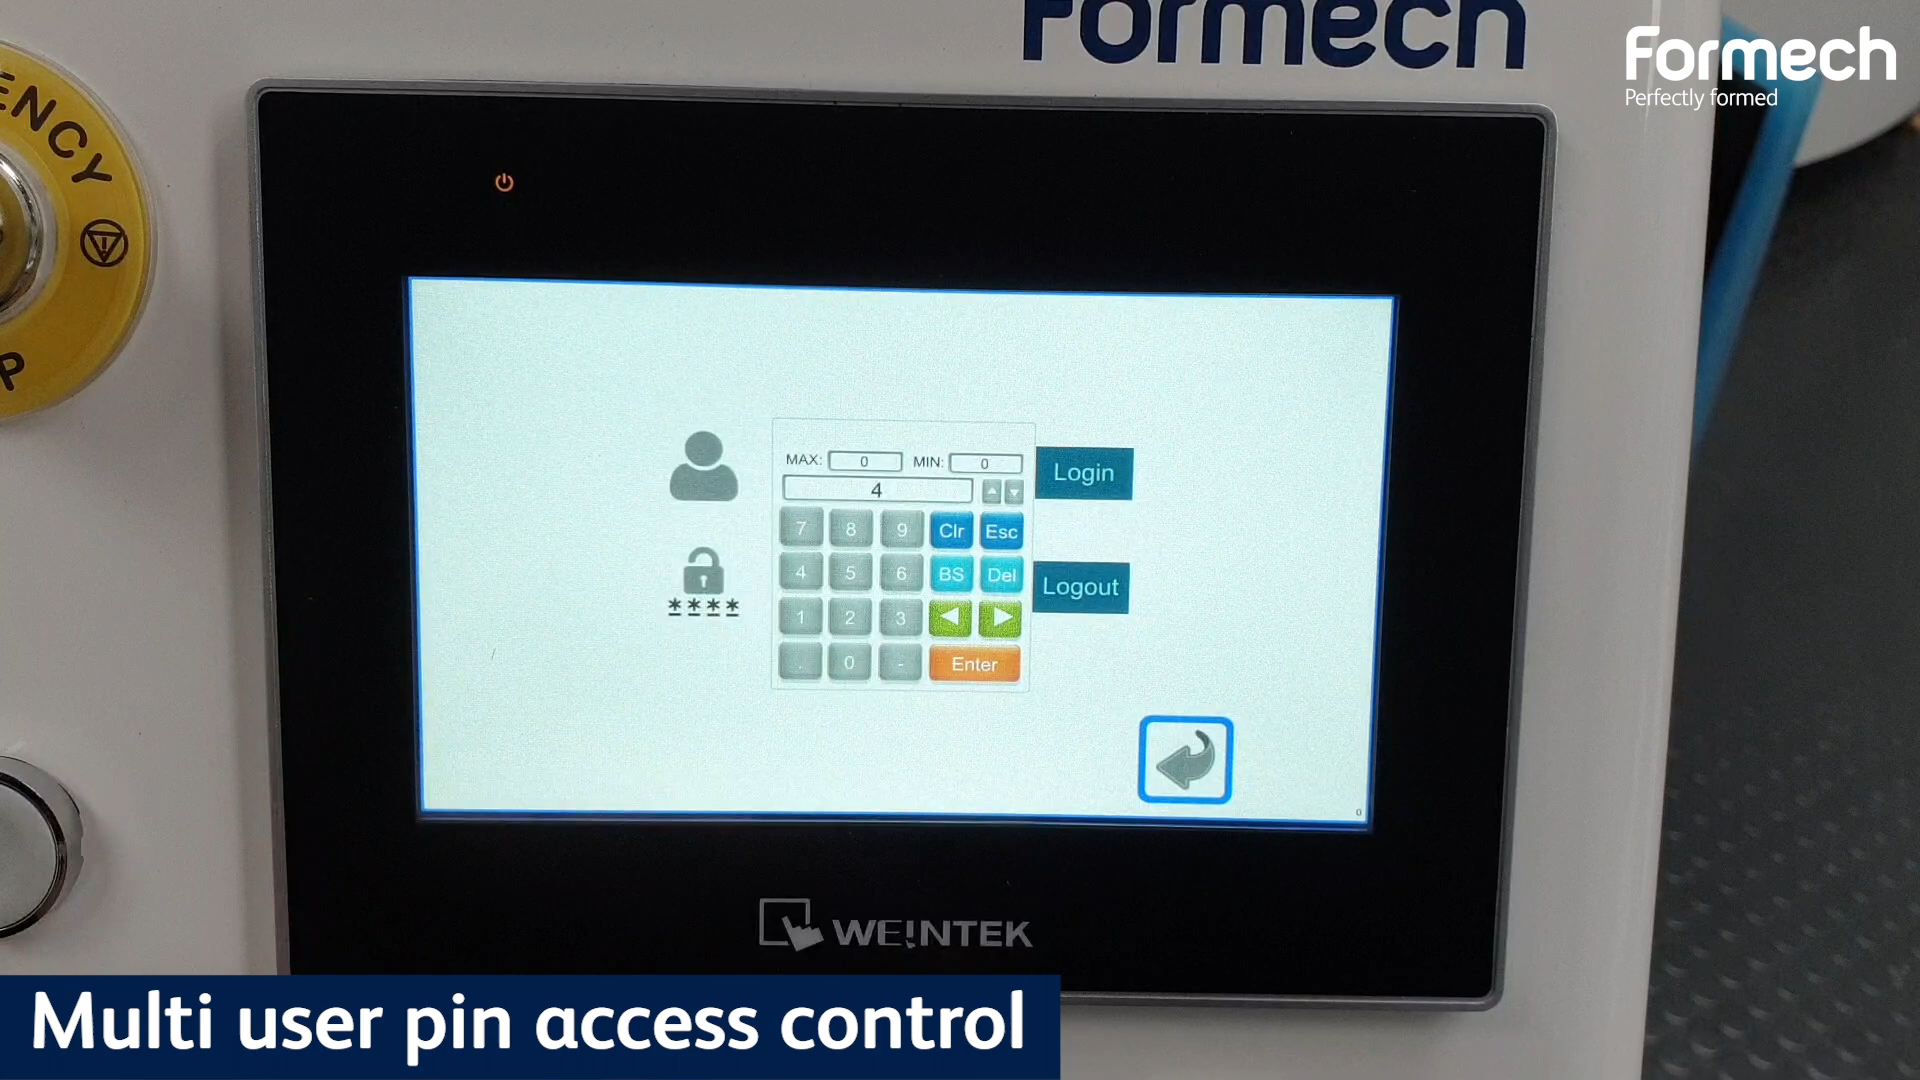 Formech
Formech
Perfectly formed
ENCY
MAX: 0 MIN: 0
4
7 8 9 Clr Esc
4 5 6 BS Del
1 2 3
. 0 - Enter
Login
Logout
****
0
WEINTEK
Multi user pin access control